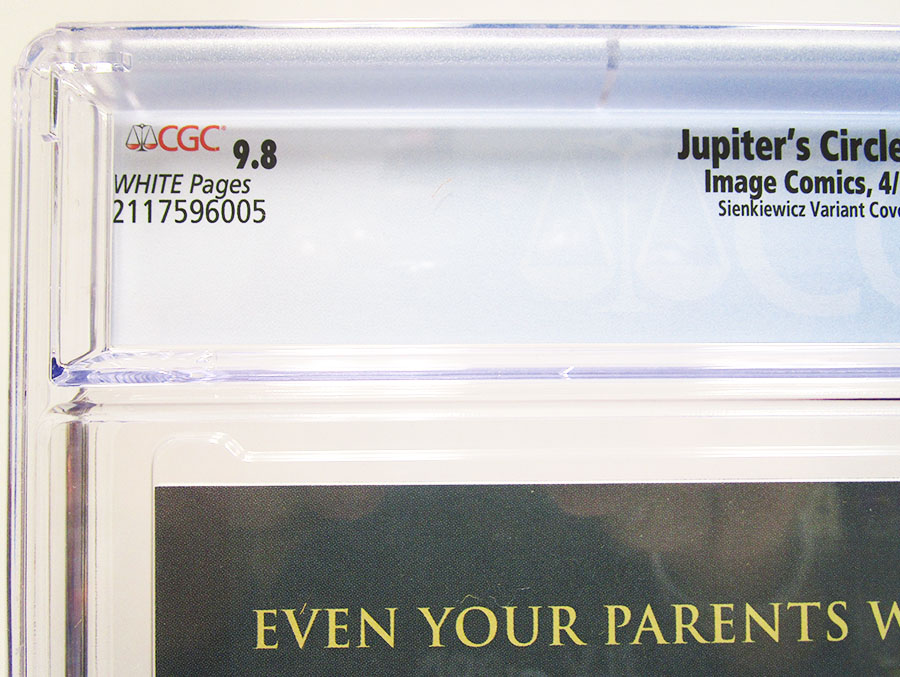 CGC 9.8
WHITE Pages
2117596005
Jupiter's Circle
Image Comics, 4/
Sienkiewicz Variant Cove
EVEN YOUR PARENTS W